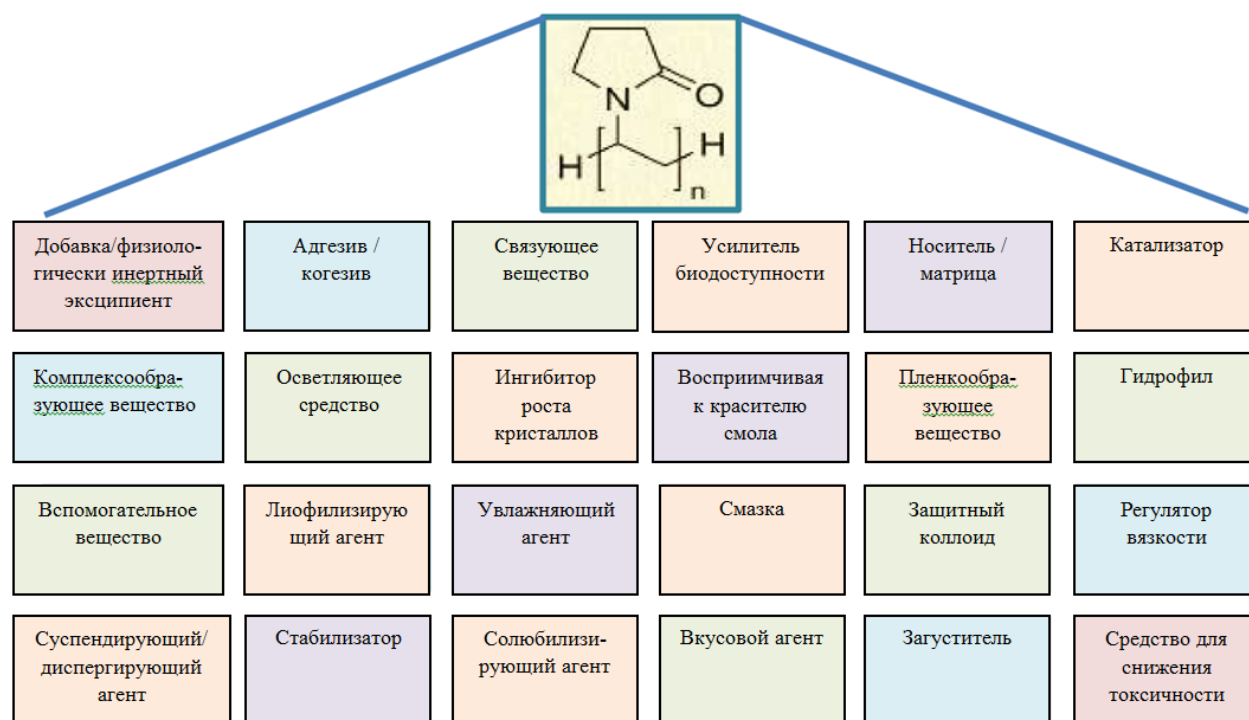 N
O
H
H
n
Добавка/физиоло-
гически инертный
эксципиент
Адгезив /
когезив
Связующее
вещество
Усилитель
биодоступности
Носитель /
матрица
Катализатор
Комплексообра-
зующее вещество
Осветляющее
средство
Ингибитор
роста
кристаллов
Восприимчивая
к красителю
смола
Пленкообра-
зующее
вещество
Гидрофил
Вспомогательное
вещество
Лиофилизирую
щий агент
Увлажняющий
агент
Смазка
Защитный
коллоид
Регулятор
вязкости
Суспендирующий/
диспергирующий
агент
Стабилизатор
Солюбилизи-
рующий агент
Вкусовой агент
Загуститель
Средство для
снижения
токсичности